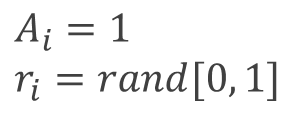 A_i = 1
r_i = rand[0, 1]